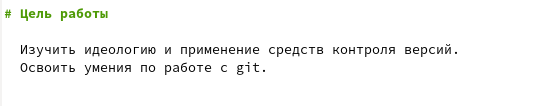 # Цель работы
Изучить идеологию и применение средств контроля версий.
Освоить умения по работе с git.